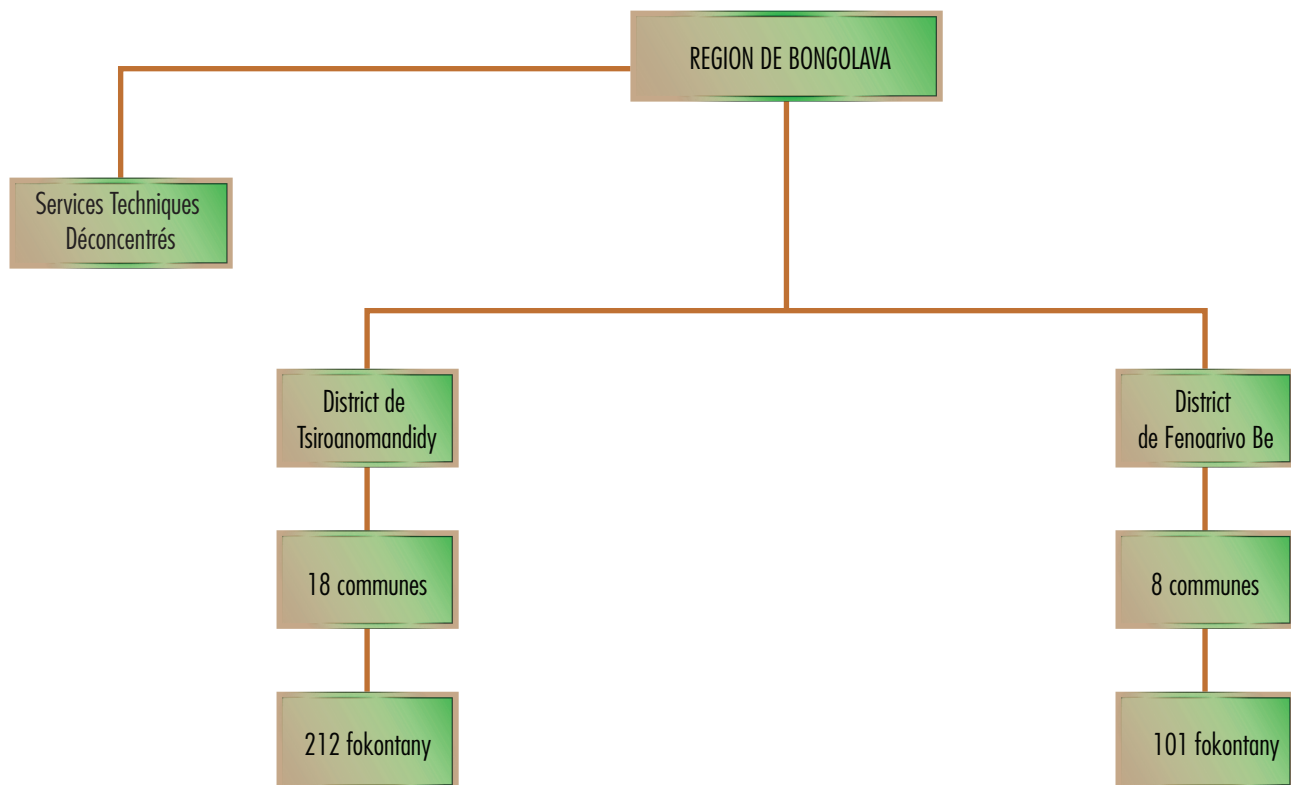 REGION DE BONGOLAVA
Services Techniques
Déconcentrés
District de
Tsiroanomandidy
District
de Fenoarivo Be
18 communes
8 communes
212 fokontany
101 fokontany